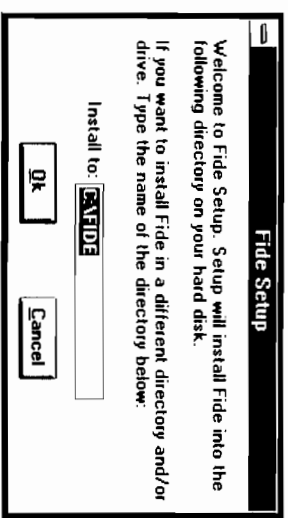 Fide Setup
Welcome to Fide Setup. Setup will install Fide into the
following directory on your hard disk.
If you want to install Fide in a different directory and/or
drive. Type the name of the directory below:
Install to: C:\FIDE
Ok
Cancel